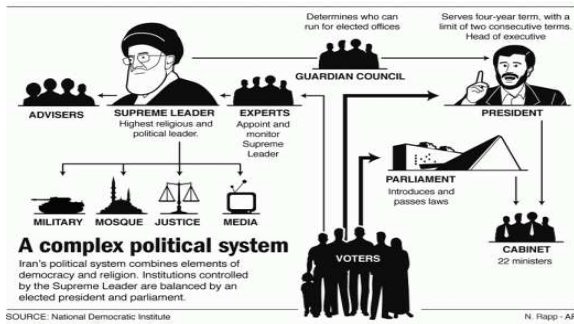 Determines who can
run for elected offices
Serves four-year term, with a
limit of two consecutive terms.
Head of executive
GUARDIAN COUNCIL
ADVISERS
SUPREME LEADER
Highest religious and
political leader.
EXPERTS
Appoint and
monitor
Supreme
Leader
PRESIDENT
PARLIAMENT
Introduces and
passes laws
MILITARY
MOSQUE
JUSTICE
MEDIA
VOTERS
CABINET
22 ministers
A complex political system
Iran's political system combines elements of
democracy and religion. Institutions controlled
by the Supreme Leader are balanced by an
elected president and parliament.
SOURCE: National Democratic Institute
N. Rapp - AP